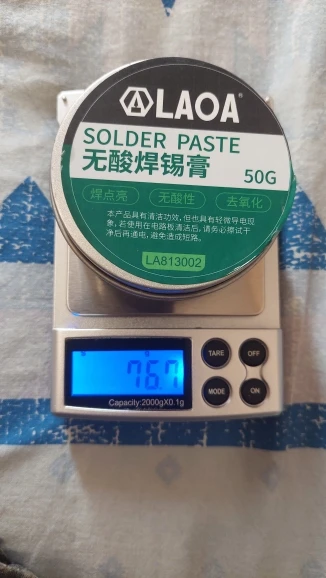 LAOA®
SOLDER PASTE
无酸焊锡膏
50G
焊点亮 无酸性 去氧化
本产品具有清洁功效,但也具有轻微导电现
象,若使用在电路板清洁后,请务必擦试干
净后再通电,避免造成短路。
LA813002
76.7
TARE OFF
MODE ON
Capacity:2000gX0.1g